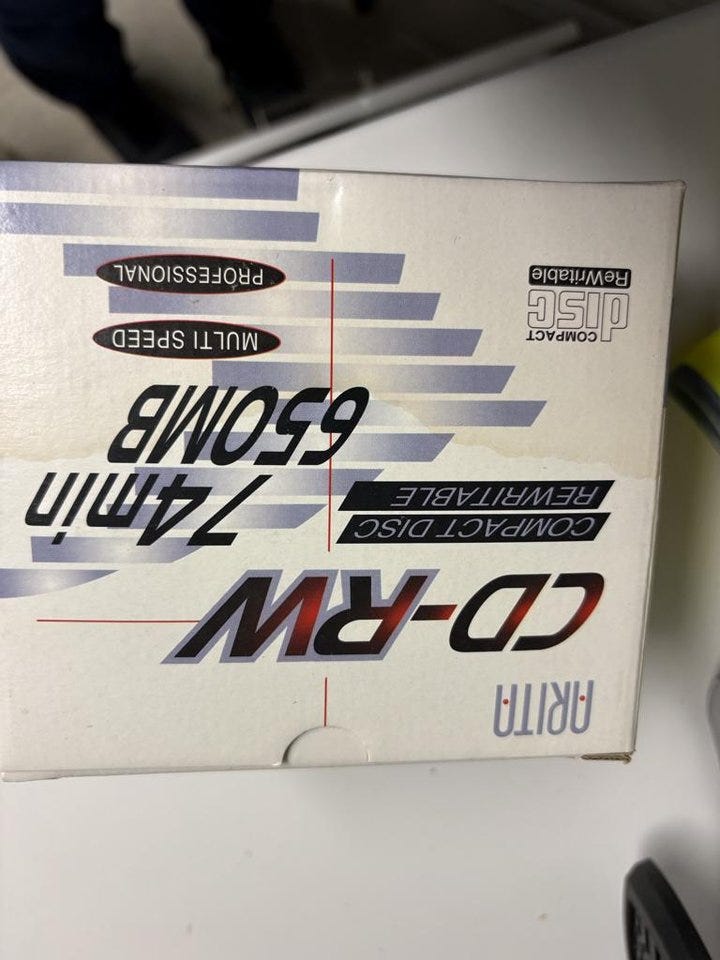 ARITA
CD-RW
COMPACT DISC
REWRITABLE
74min
650MB
MULTI SPEED
PROFESSIONAL
COMPACT
disc
ReWritable